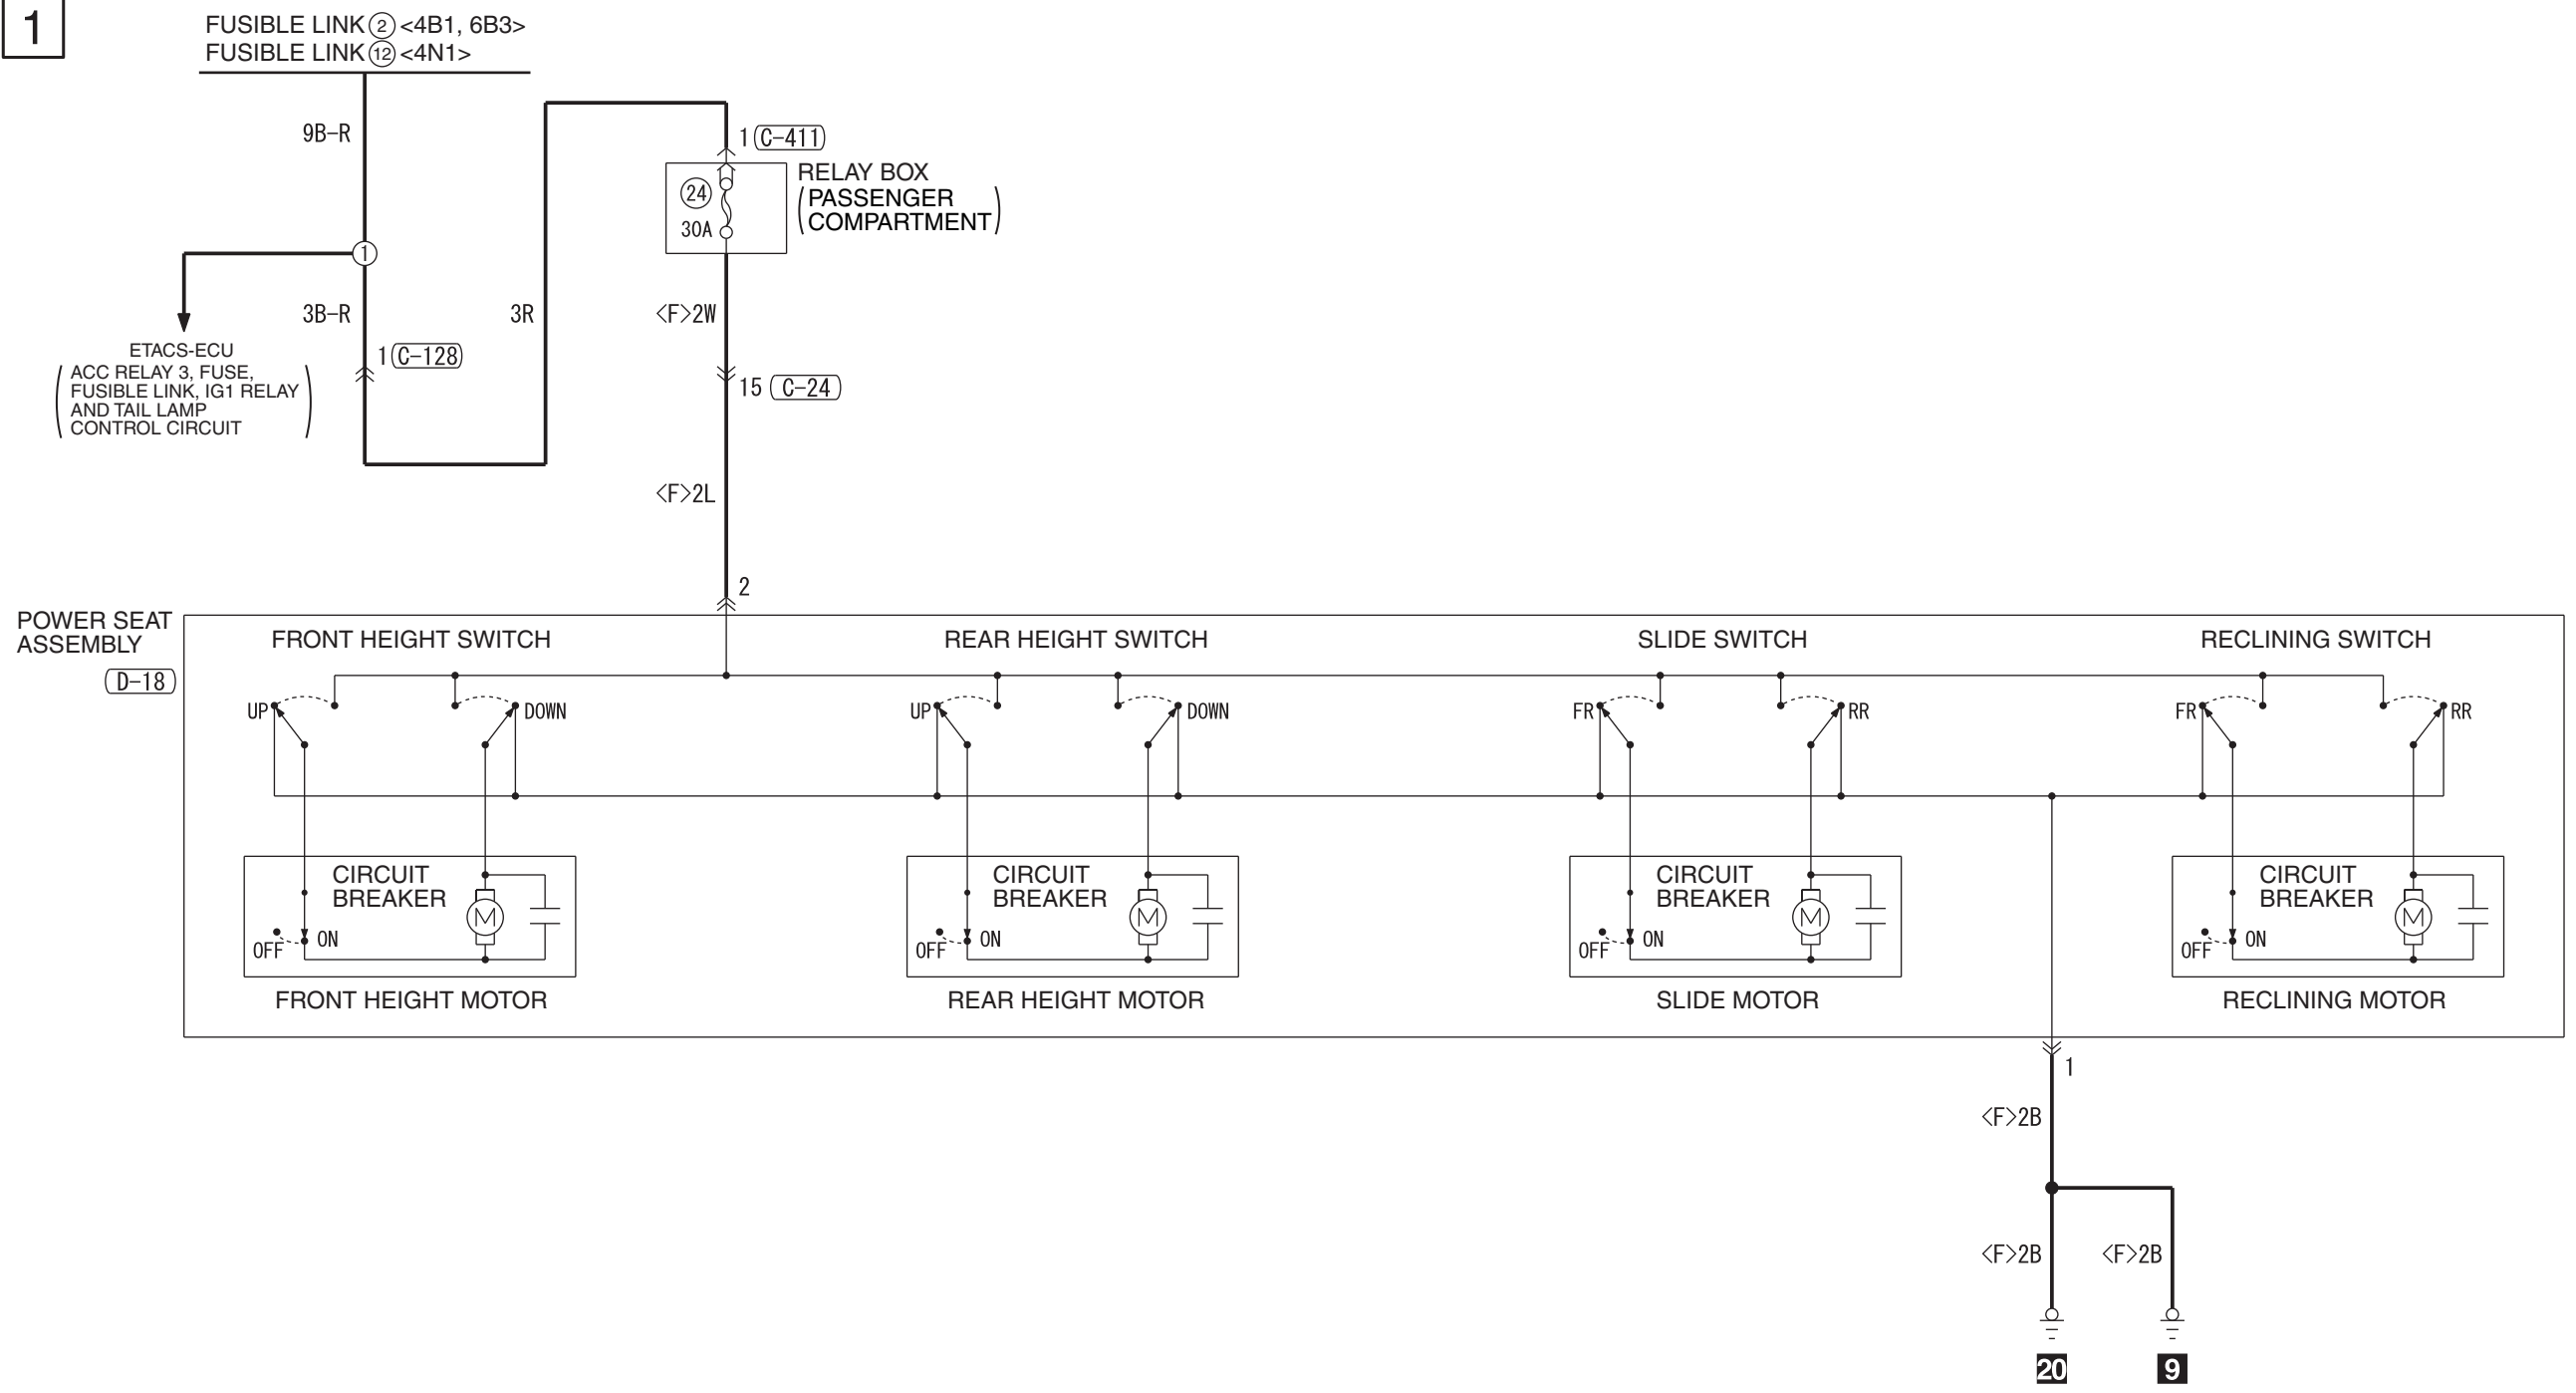 1
FUSIBLE LINK ② <4B1, 6B3>
FUSIBLE LINK ⑫ <4N1>
9B-R
1 (C-411)
RELAY BOX
(PASSENGER
COMPARTMENT)
㉔
30A
①
3B-R
3R
<F>2W
1 (C-128)
ETACS-ECU
(ACC RELAY 3, FUSE,
FUSIBLE LINK, IG1 RELAY
AND TAIL LAMP
CONTROL CIRCUIT)
15 (C-24)
<F>2L
2
POWER SEAT
ASSEMBLY
(D-18)
FRONT HEIGHT SWITCH
REAR HEIGHT SWITCH
SLIDE SWITCH
RECLINING SWITCH
UP DOWN
UP DOWN
FR RR
FR RR
CIRCUIT
BREAKER
M
OFF ON
CIRCUIT
BREAKER
M
OFF ON
CIRCUIT
BREAKER
M
OFF ON
CIRCUIT
BREAKER
M
OFF ON
FRONT HEIGHT MOTOR
REAR HEIGHT MOTOR
SLIDE MOTOR
RECLINING MOTOR
1
<F>2B
<F>2B
<F>2B
20
9